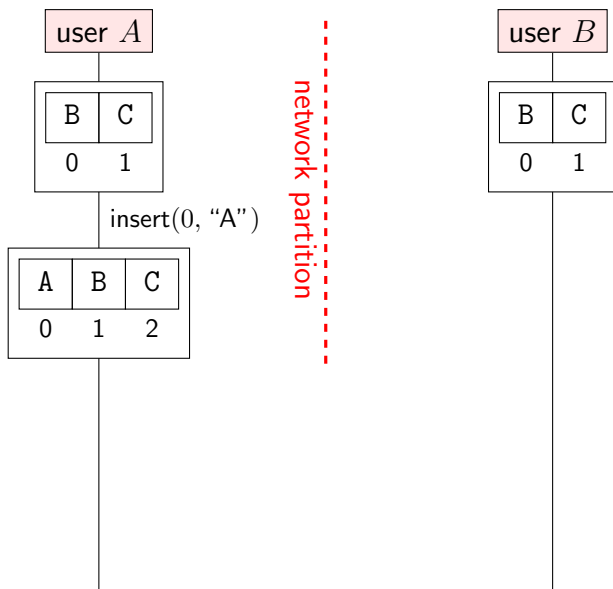 user A
user B
B C
0 1
B C
0 1
network partition
insert(0, “A”)
A B C
0 1 2